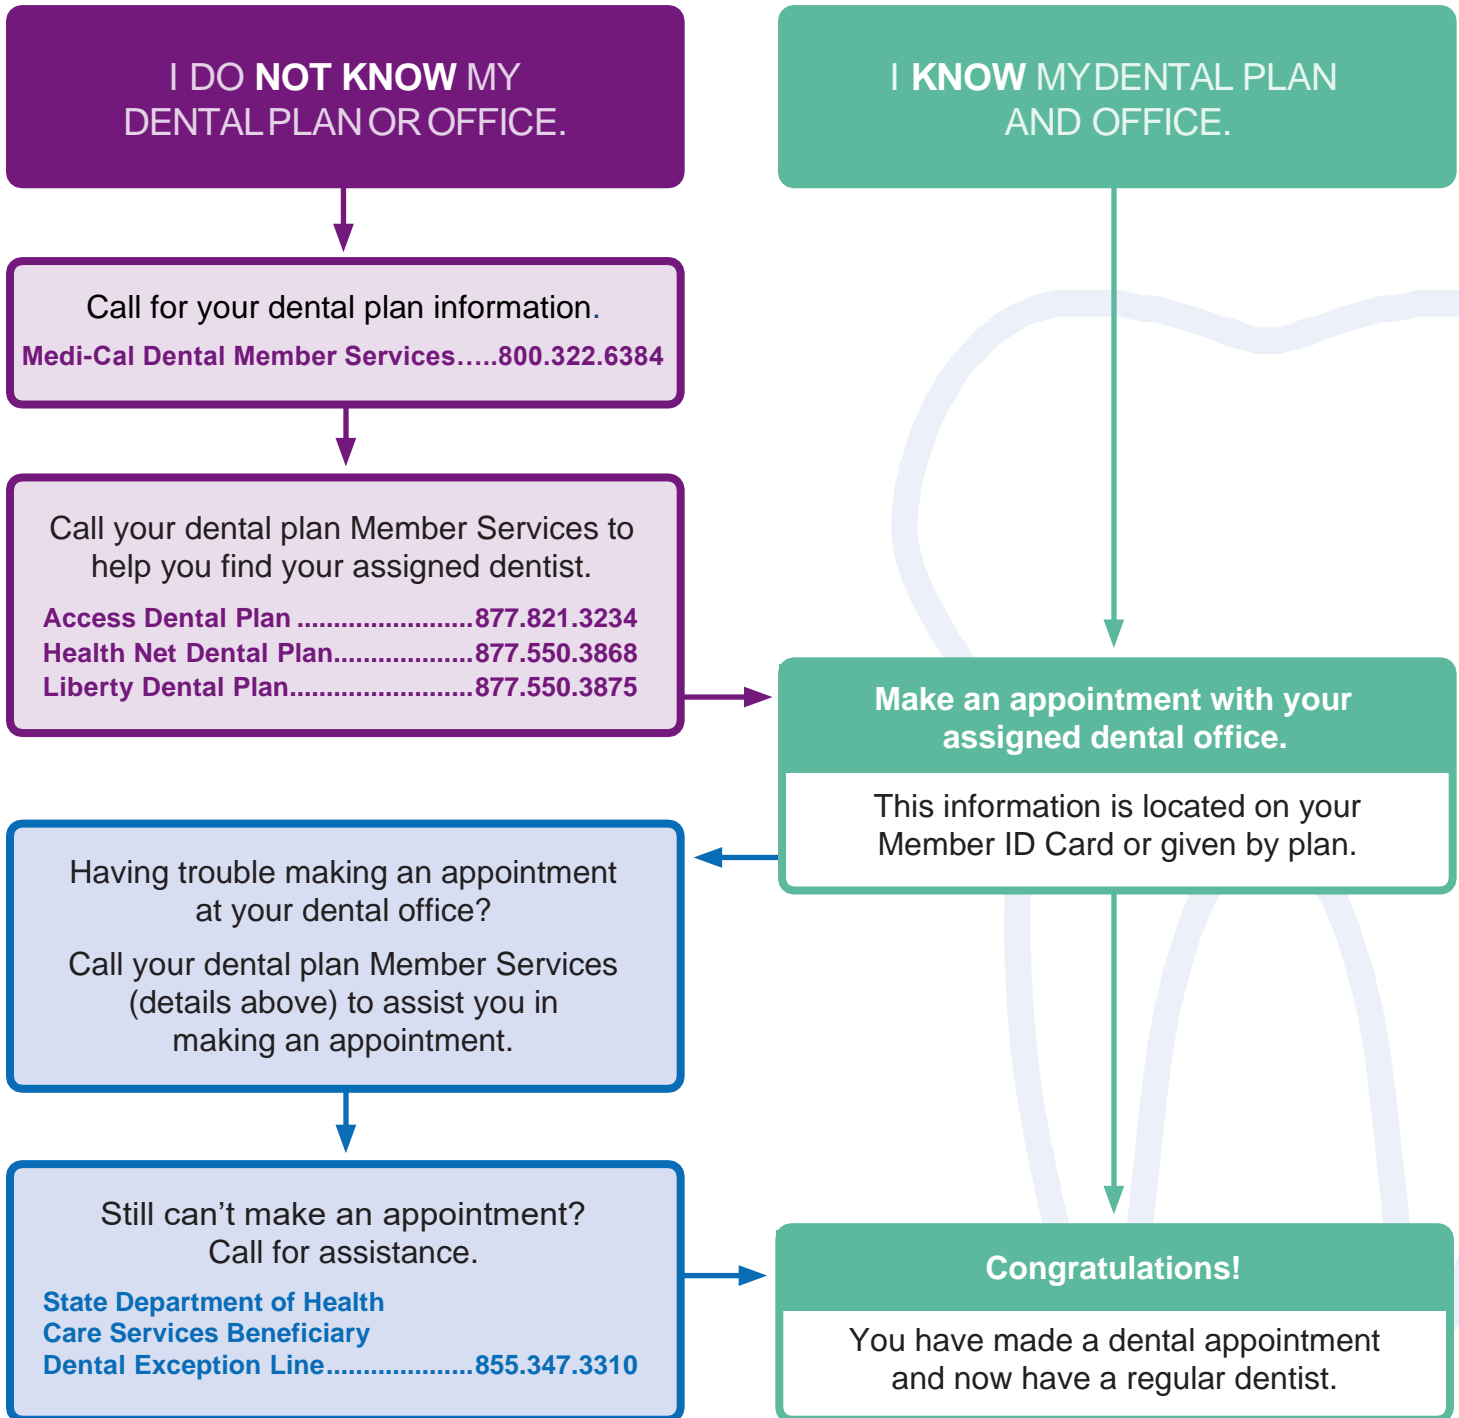 I DO NOT KNOW MY
DENTAL PLAN OR OFFICE.
Call for your dental plan information.
Medi-Cal Dental Member Services…..800.322.6384
Call your dental plan Member Services to
help you find your assigned dentist.
Access Dental Plan ........................877.821.3234
Health Net Dental Plan...................877.550.3868
Liberty Dental Plan.........................877.550.3875
I KNOW MY DENTAL PLAN
AND OFFICE.
Make an appointment with your
assigned dental office.
This information is located on your
Member ID Card or given by plan.
Having trouble making an appointment
at your dental office?
Call your dental plan Member Services
(details above) to assist you in
making an appointment.
Still can’t make an appointment?
Call for assistance.
State Department of Health
Care Services Beneficiary
Dental Exception Line....................855.347.3310
Congratulations!
You have made a dental appointment
and now have a regular dentist.